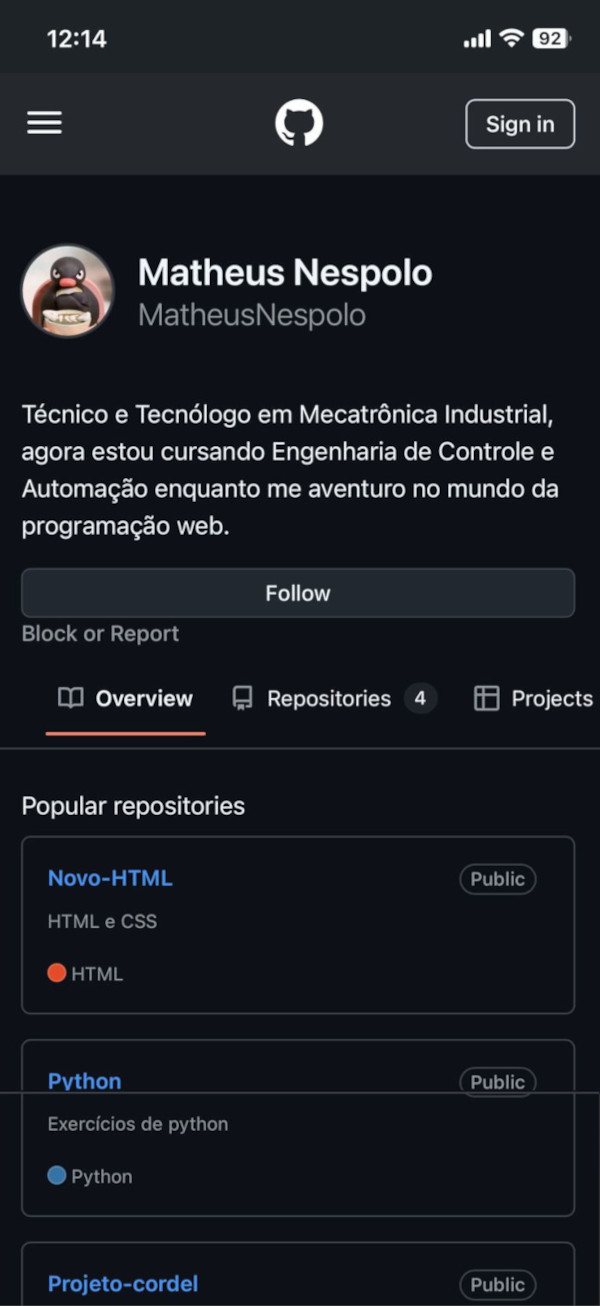 12:14
92
Sign in
Matheus Nespolo
MatheusNespolo
Técnico e Tecnólogo em Mecatrônica Industrial,
agora estou cursando Engenharia de Controle e
Automação enquanto me aventuro no mundo da
programação web.
Follow
Block or Report
Overview Repositories 4 Projects
Popular repositories
Novo-HTML Public
HTML e CSS
HTML
Python Public
Exercícios de python
Python
Projeto-cordel Public